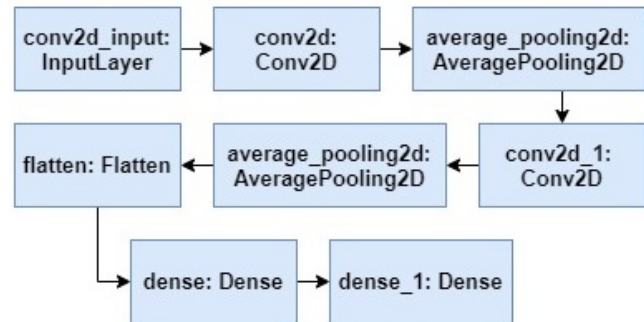 conv2d_input:
InputLayer
conv2d:
Conv2D
average_pooling2d:
AveragePooling2D
conv2d_1:
Conv2D
average_pooling2d:
AveragePooling2D
flatten: Flatten
dense: Dense
dense_1: Dense